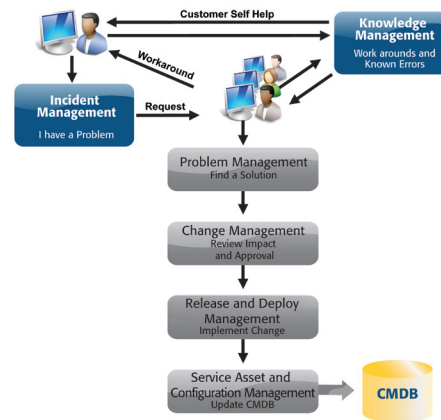 Customer Self Help
Knowledge
Management
Work arounds and
Known Errors
Workaround
Incident
Management
I have a Problem
Request
Problem Management
Find a Solution
Change Management
Review Impact
and Approval
Release and Deploy
Management
Implement Change
Service Asset and
Configuration Management
Update CMDB
CMDB